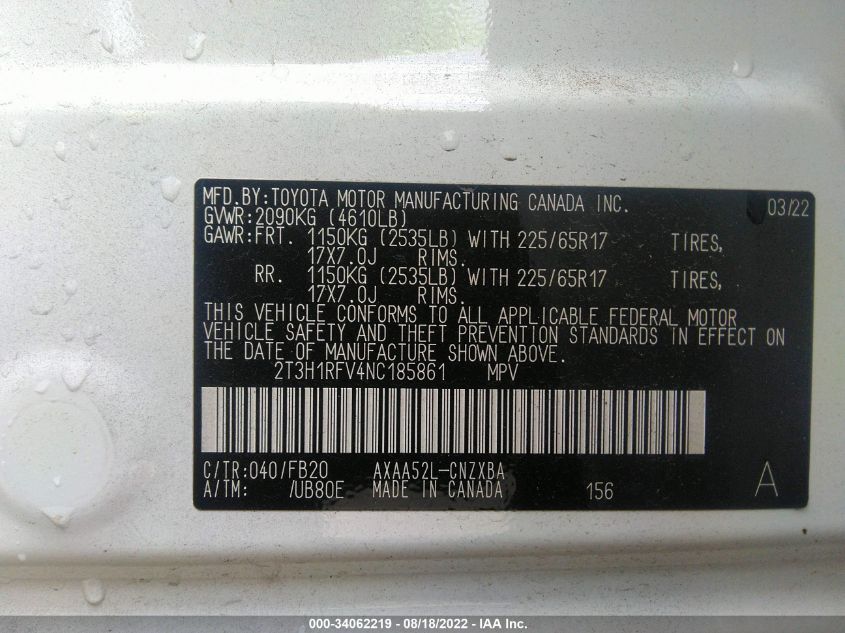 MFD.BY:TOYOTA MOTOR MANUFACTURING CANADA INC. 03/22
GVWR:2090KG (4610LB)
GAWR:FRT. 1150KG (2535LB) WITH 225/65R17 TIRES,
17X7.0J RIMS.
RR. 1150KG (2535LB) WITH 225/65R17 TIRES,
17X7.0J RIMS.
THIS VEHICLE CONFORMS TO ALL APPLICABLE FEDERAL MOTOR
VEHICLE SAFETY AND THEFT PREVENTION STANDARDS IN EFFECT ON
THE DATE OF MANUFACTURE SHOWN ABOVE.
2T3H1RFV4NC185861 MPV
C/TR:040/FB20 AXAA52L-CNZXBA
A/TM: /UB80E MADE IN CANADA 156 A
000-34062219 - 08/18/2022 - IAA Inc.